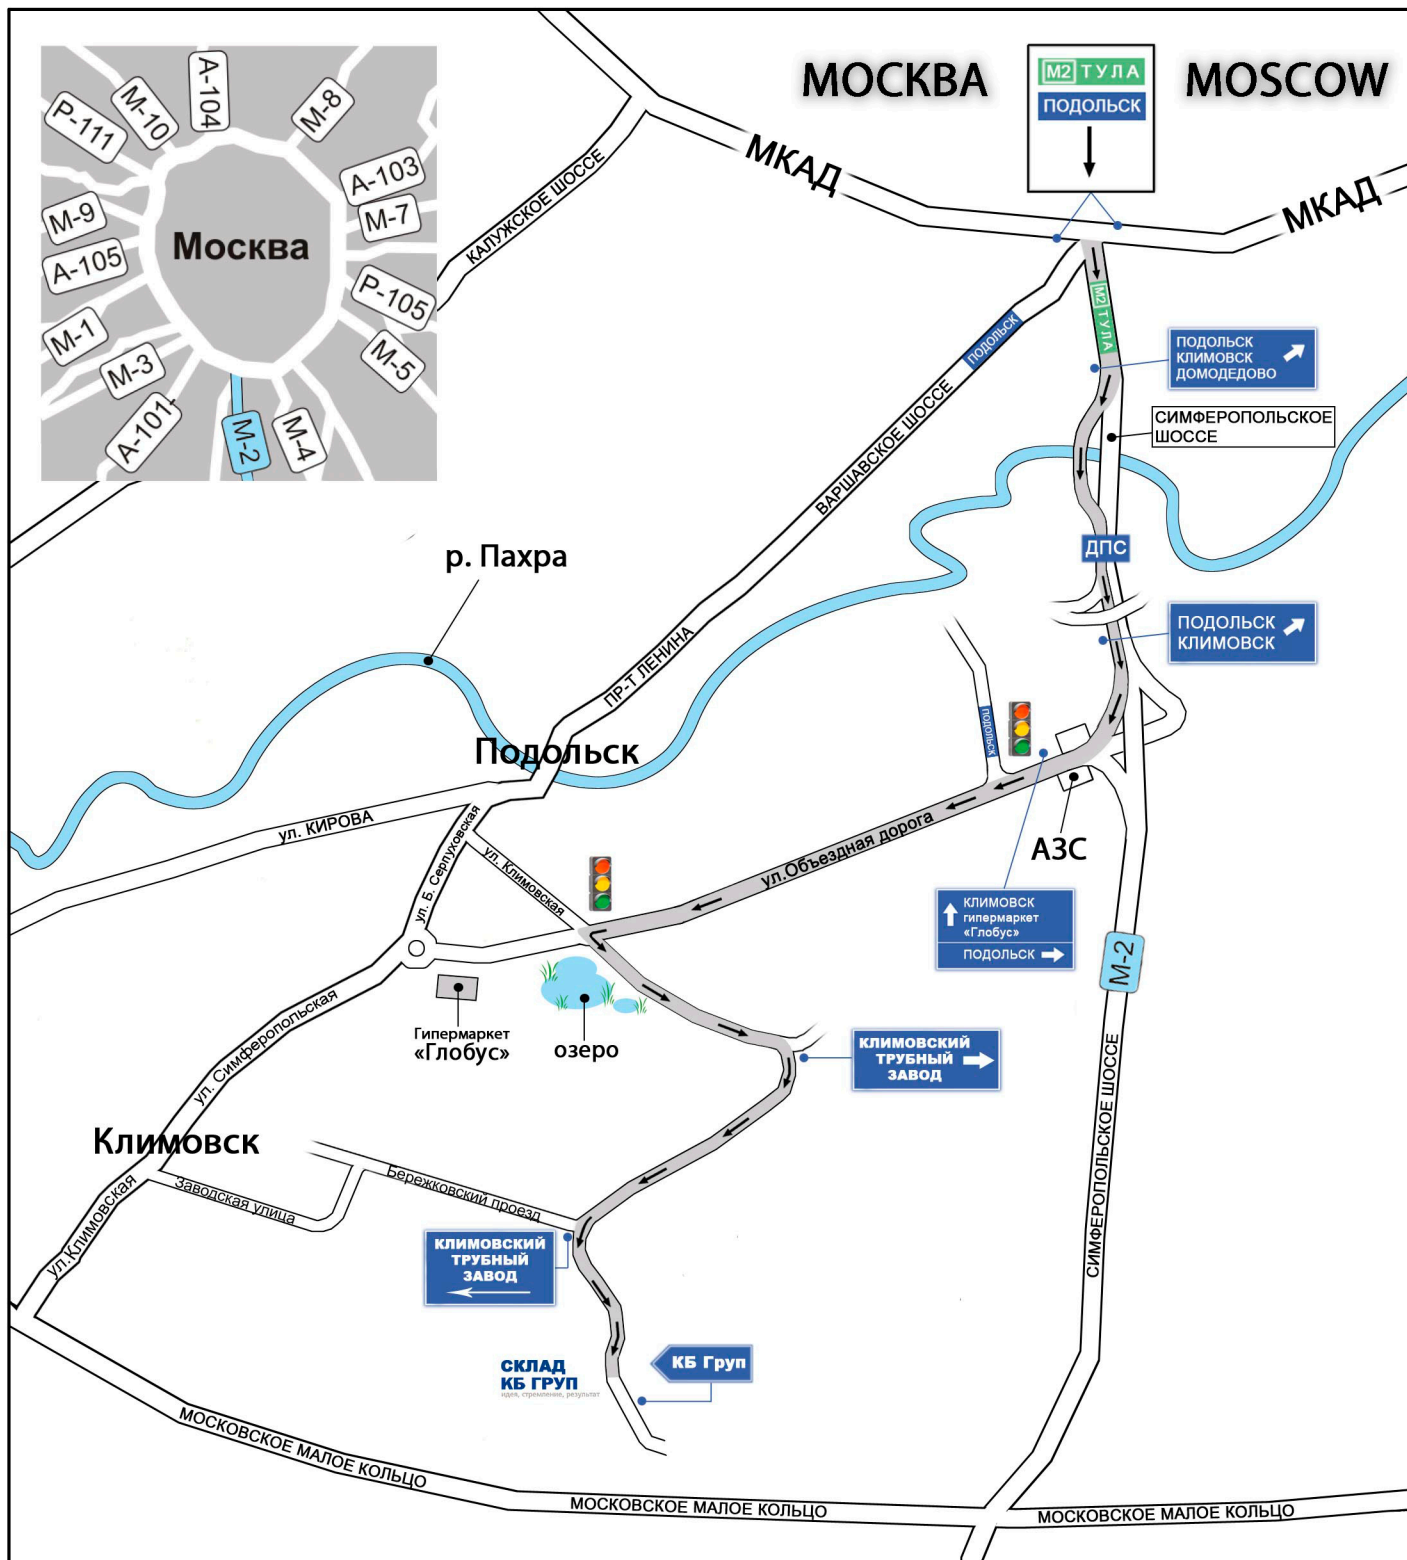 МОСКВА
MOSCOW
М2 ТУЛА
ПОДОЛЬСК
А-104
М-10
М-8
Р-111
А-103
М-9
М-7
Москва
А-105
Р-105
М-1
М-5
М-3
А-101
М-2
М-4
КАЛУЖСКОЕ ШОССЕ
МКАД
МКАД
М2 ТУЛА
ПОДОЛЬСК
ПОДОЛЬСК
КЛИМОВСК
ДОМОДЕДОВО
ВАРШАВСКОЕ ШОССЕ
СИМФЕРОПОЛЬСКОЕ
ШОССЕ
р. Пахра
ДПС
ПОДОЛЬСК
КЛИМОВСК
ПР-Т ЛЕНИНА
ПОДОЛЬСК
Подольск
ул. КИРОВА
ул. Б. Серпуховская
ул. Климовская
ул.Объездная дорога
АЗС
КЛИМОВСК
гипермаркет
«Глобус»
ПОДОЛЬСК
М-2
ул. Симферопольская
Гипермаркет
«Глобус»
озеро
КЛИМОВСКИЙ
ТРУБНЫЙ
ЗАВОД
СИМФЕРОПОЛЬСКОЕ ШОССЕ
Климовск
Заводская улица
Бережковский проезд
ул.Климовская
КЛИМОВСКИЙ
ТРУБНЫЙ
ЗАВОД
СКЛАД
КБ ГРУП
идея, стремление, результат
КБ Груп
МОСКОВСКОЕ МАЛОЕ КОЛЬЦО
МОСКОВСКОЕ МАЛОЕ КОЛЬЦО
МОСКОВСКОЕ МАЛОЕ КОЛЬЦО